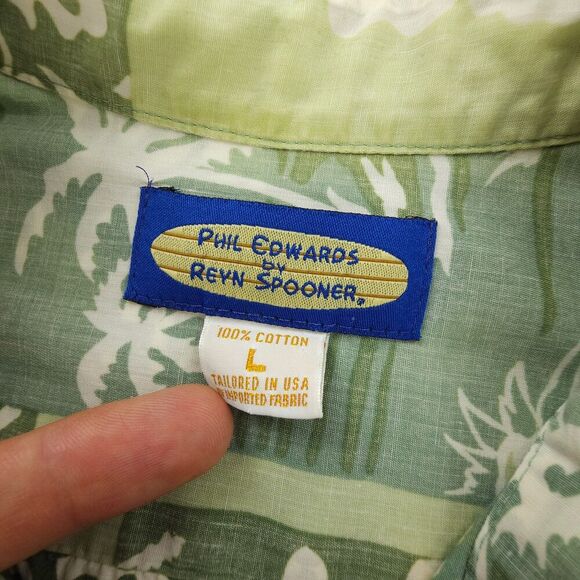 PHIL EDWARDS
BY
REYN SPOONER
100% COTTON
L
TAILORED IN USA
IMPORTED FABRIC